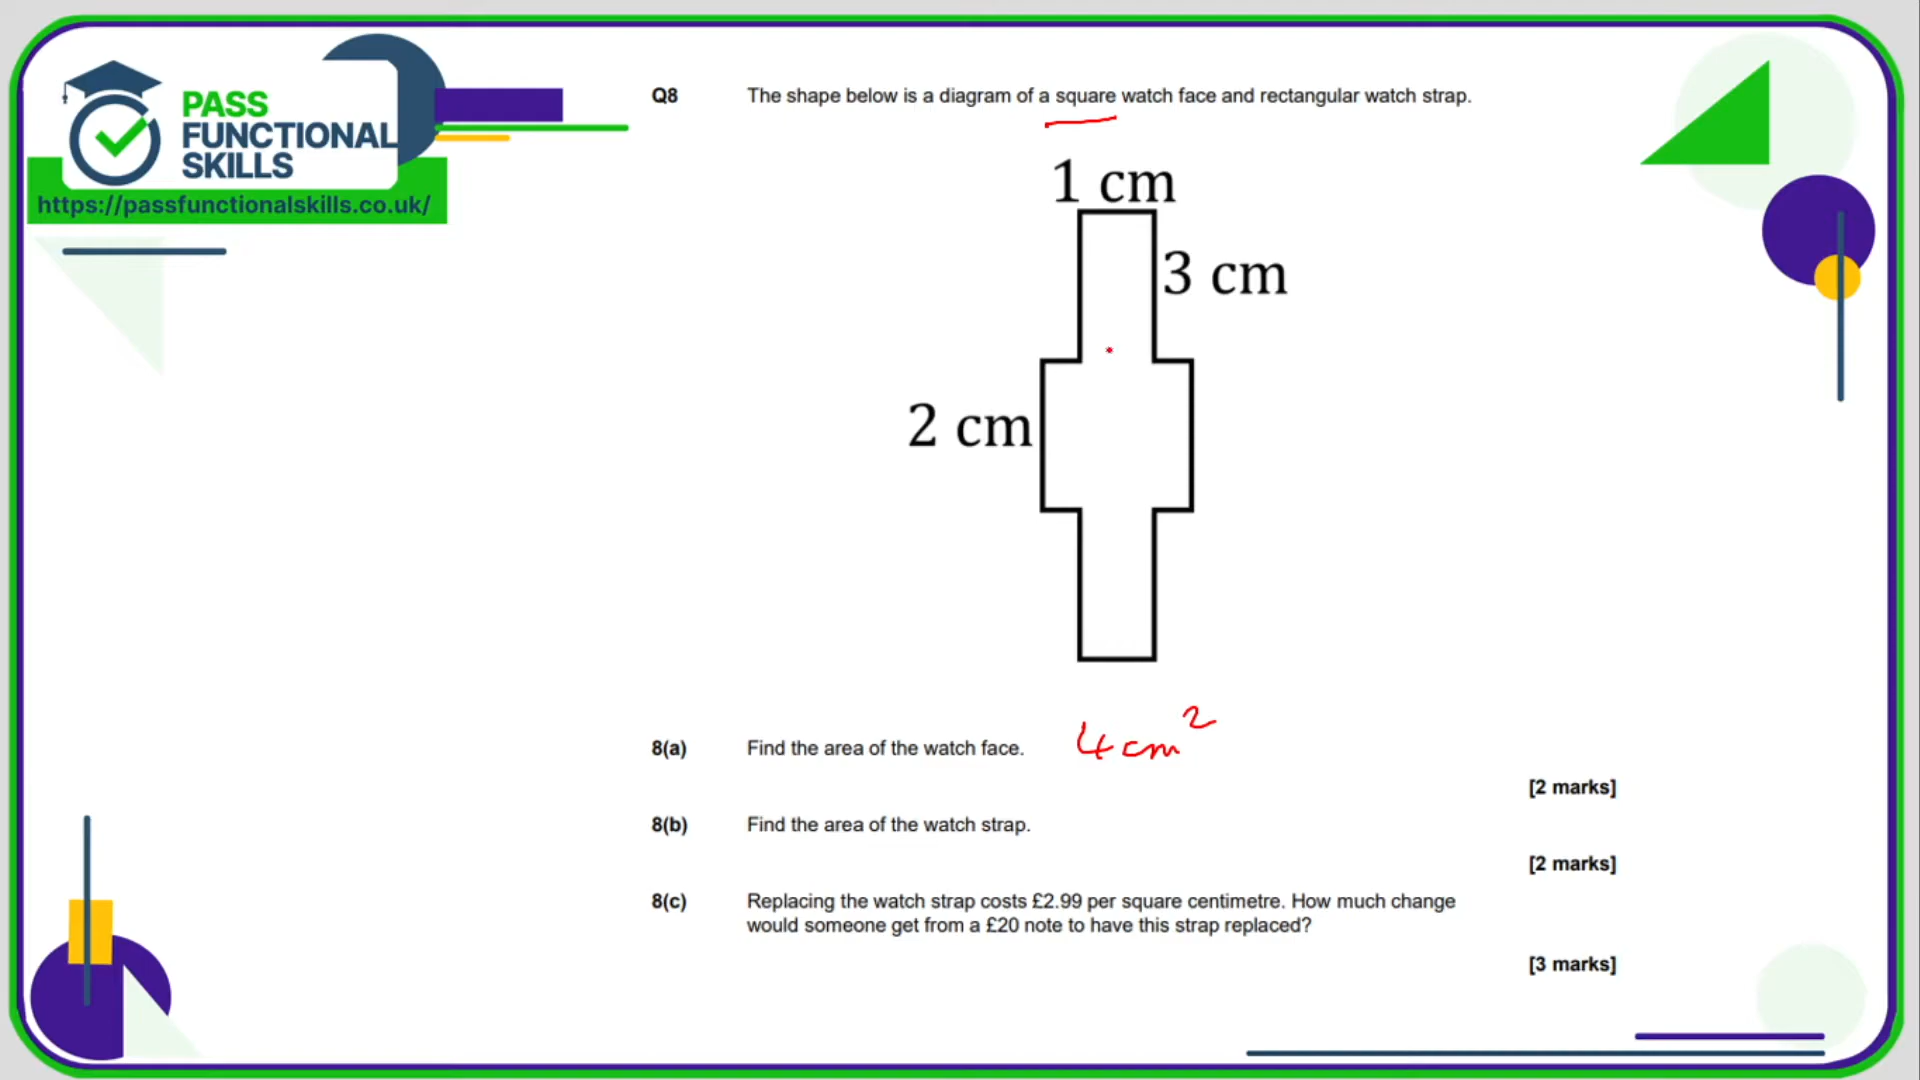 PASS
FUNCTIONAL
SKILLS
https://passfunctionalskills.co.uk/
Q8 The shape below is a diagram of a square watch face and rectangular watch strap.
1 cm
3 cm
2 cm
8(a) Find the area of the watch face. 4 cm²
[2 marks]
8(b) Find the area of the watch strap.
[2 marks]
8(c) Replacing the watch strap costs £2.99 per square centimetre. How much change
would someone get from a £20 note to have this strap replaced?
[3 marks]